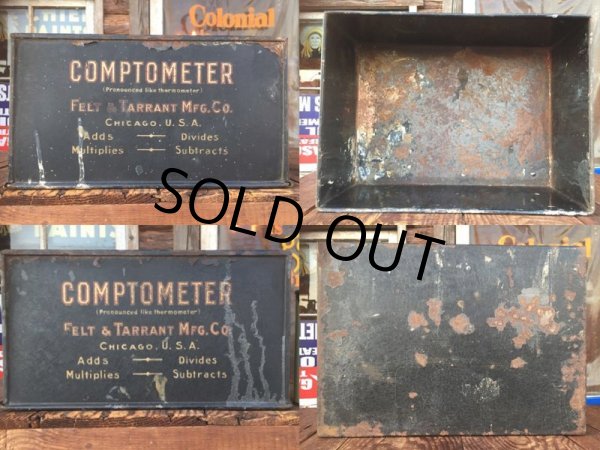 Colonial
COMPTOMETER
(Pronounced like thermometer)
FELT & TARRANT MFG. CO.
CHICAGO, U.S.A.
Adds Divides
Multiplies Subtracts
SOLD OUT
COMPTOMETER
(Pronounced like thermometer)
FELT & TARRANT MFG. CO.
CHICAGO, U.S.A.
Adds Divides
Multiplies Subtracts
Colonial